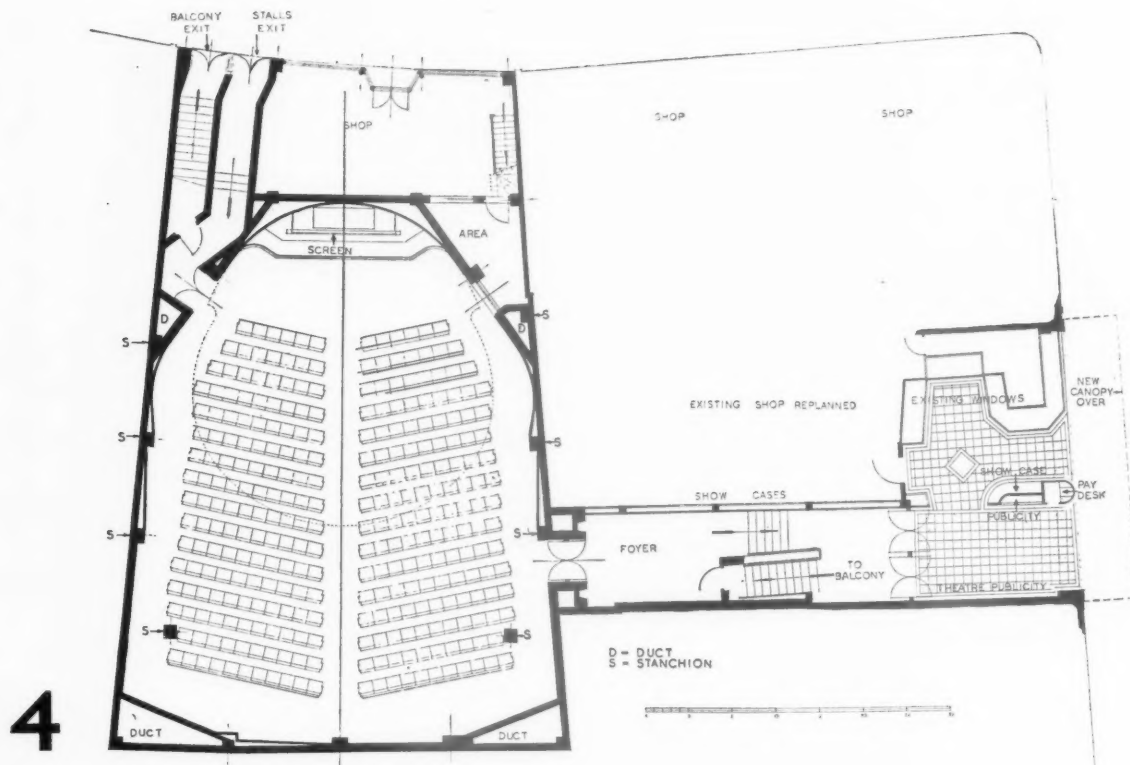 BALCONY
EXIT
STALLS
EXIT
SHOP
SHOP
SHOP
AREA
SCREEN
D
D
S
S
S
S
S
S
S
S
EXISTING SHOP REPLANNED
EXISTING WINDOWS
NEW
CANOPY
OVER
SHOW CASE
PAY
DESK
PUBLICITY
SHOW CASES
FOYER
TO
BALCONY
THEATRE PUBLICITY
D = DUCT
S = STANCHION
DUCT
DUCT
4